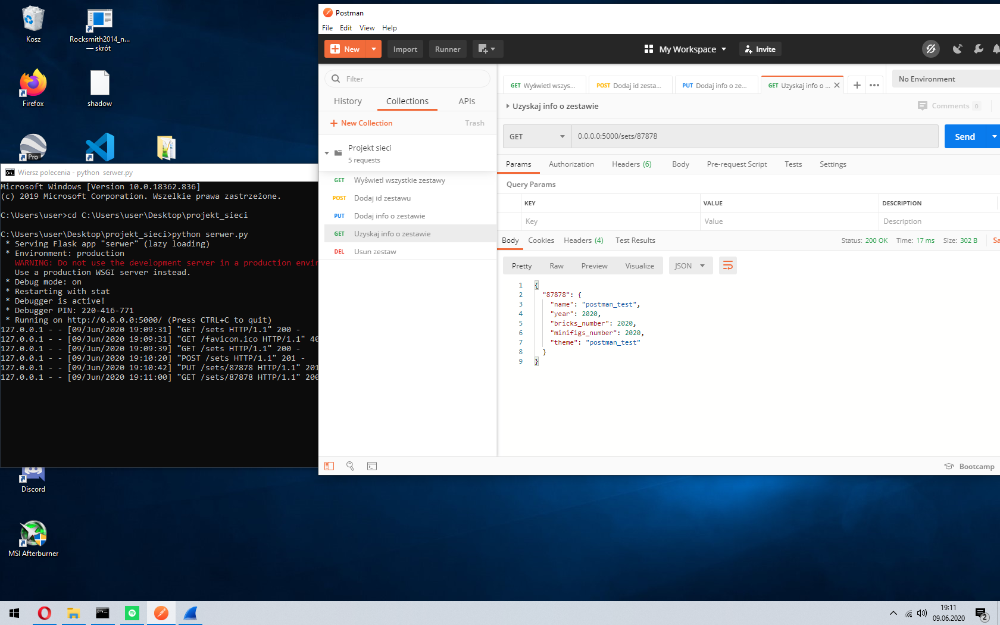 Kosz
Rocksmith2014_n...
— skrót
Firefox
shadow
Pro
Wiersz polecenia - python  serwer.py
Microsoft Windows [Version 10.0.18362.836]
(c) 2019 Microsoft Corporation. Wszelkie prawa zastrzeżone.
C:\Users\user>cd C:\Users\user\Desktop\projekt_sieci
C:\Users\user\Desktop\projekt_sieci>python serwer.py
* Serving Flask app "serwer" (lazy loading)
* Environment: production
WARNING: Do not use the development server in a production envir
Use a production WSGI server instead.
* Debug mode: on
* Restarting with stat
* Debugger is active!
* Debugger PIN: 220-416-771
* Running on http://0.0.0.0:5000/ (Press CTRL+C to quit)
127.0.0.1 - - [09/Jun/2020 19:09:31] "GET /sets HTTP/1.1" 200 -
127.0.0.1 - - [09/Jun/2020 19:09:31] "GET /favicon.ico HTTP/1.1" 40
127.0.0.1 - - [09/Jun/2020 19:09:39] "GET /sets HTTP/1.1" 200 -
127.0.0.1 - - [09/Jun/2020 19:10:20] "POST /sets HTTP/1.1" 201 -
127.0.0.1 - - [09/Jun/2020 19:10:42] "PUT /sets/87878 HTTP/1.1" 201
127.0.0.1 - - [09/Jun/2020 19:11:00] "GET /sets/87878 HTTP/1.1" 200
Discord
MSI Afterburner
Postman
File Edit View Help
New Import Runner My Workspace Invite
Filter
History Collections APIs
New Collection Trash
Projekt sieci
5 requests
GET Wyświetl wszystkie zestawy
POST Dodaj id zestawu
PUT Dodaj info o zestawie
GET Uzyskaj info o zestawie
DEL Usun zestaw
GET Wyświetl wszys... POST Dodaj id zesta... PUT Dodaj info o ze... GET Uzyskaj info o ... No Environment
Uzyskaj info o zestawie Comments 0
GET 0.0.0.0:5000/sets/87878 Send
Params Authorization Headers (6) Body Pre-request Script Tests Settings
Query Params
KEY VALUE DESCRIPTION
Key Value Description
Body Cookies Headers (4) Test Results Status: 200 OK Time: 17 ms Size: 302 B Sa
Pretty Raw Preview Visualize JSON
1 {
2 "87878": {
3 "name": "postman_test",
4 "year": 2020,
5 "bricks_number": 2020,
6 "minifigs_number": 2020,
7 "theme": "postman_test"
8 }
9 }
Bootcamp
19:11
09.06.2020
2